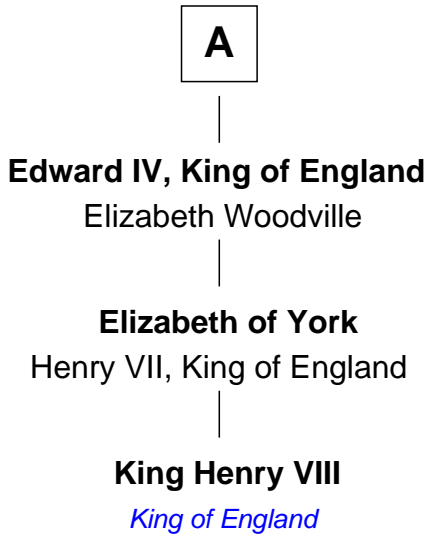 A
Edward IV, King of England
Elizabeth Woodville
Elizabeth of York
Henry VII, King of England
King Henry VIII
King of England